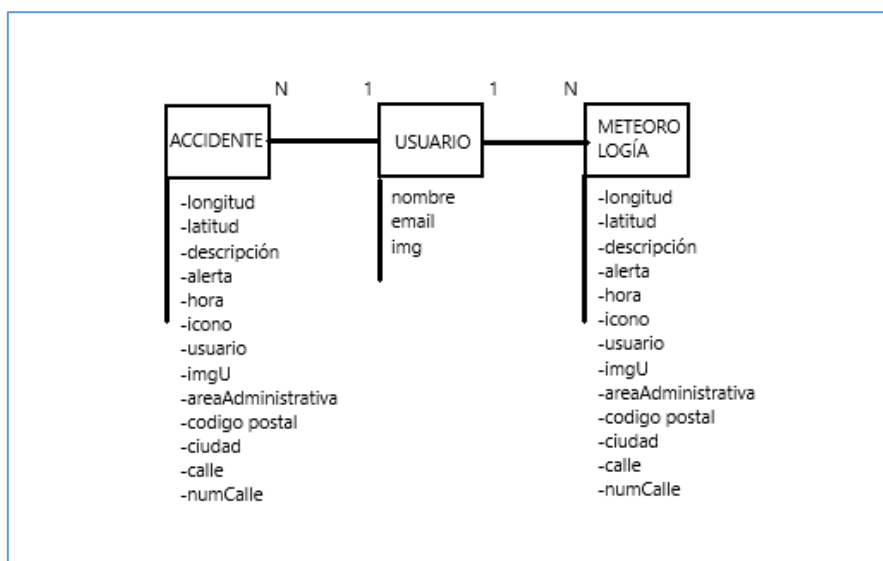 N 1 1 N
ACCIDENTE
USUARIO
METEORO
LOGÍA
-longitud
-latitud
-descripción
-alerta
-hora
-icono
-usuario
-imgU
-areaAdministrativa
-codigo postal
-ciudad
-calle
-numCalle
nombre
email
img
-longitud
-latitud
-descripción
-alerta
-hora
-icono
-usuario
-imgU
-areaAdministrativa
-codigo postal
-ciudad
-calle
-numCalle